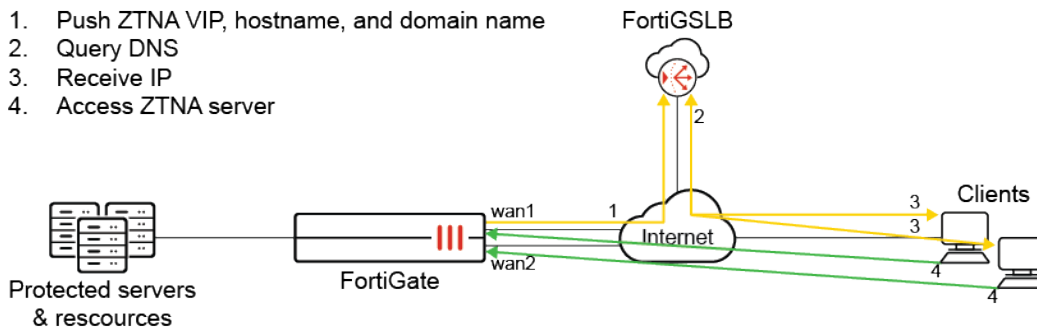 1. Push ZTNA VIP, hostname, and domain name
2. Query DNS
3. Receive IP
4. Access ZTNA server
FortiGSLB
2
Clients
wan1
1
3
3
Internet
wan2
4
4
FortiGate
Protected servers
& rescources